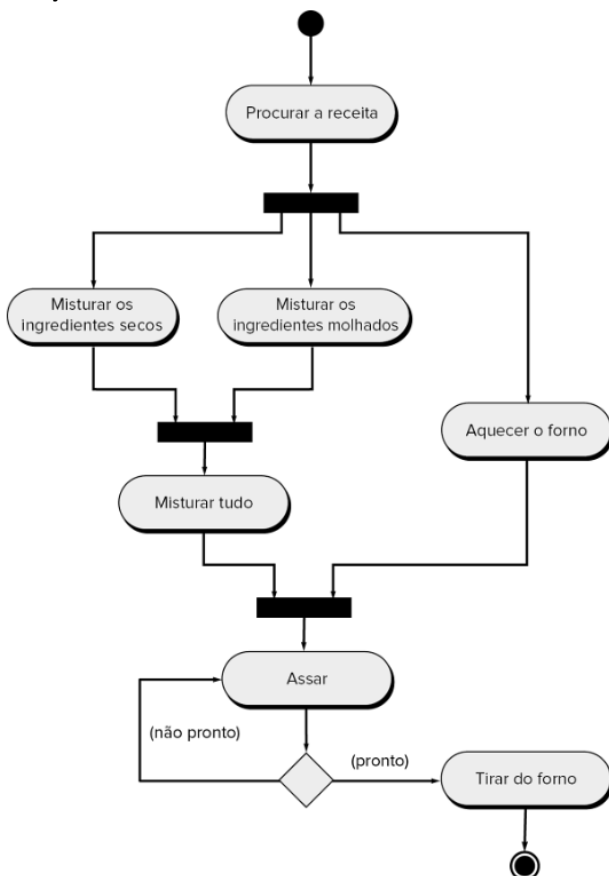 Procurar a receita
Misturar os
ingredientes secos
Misturar os
ingredientes molhados
Aquecer o forno
Misturar tudo
Assar
(não pronto)
(pronto)
Tirar do forno